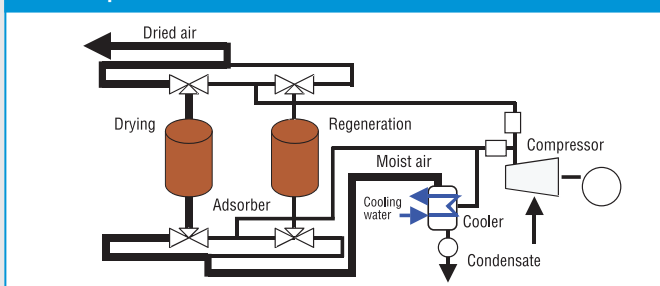 Dried air
Drying
Regeneration
Compressor
Moist air
Adsorber
Cooling
water
Cooler
Condensate